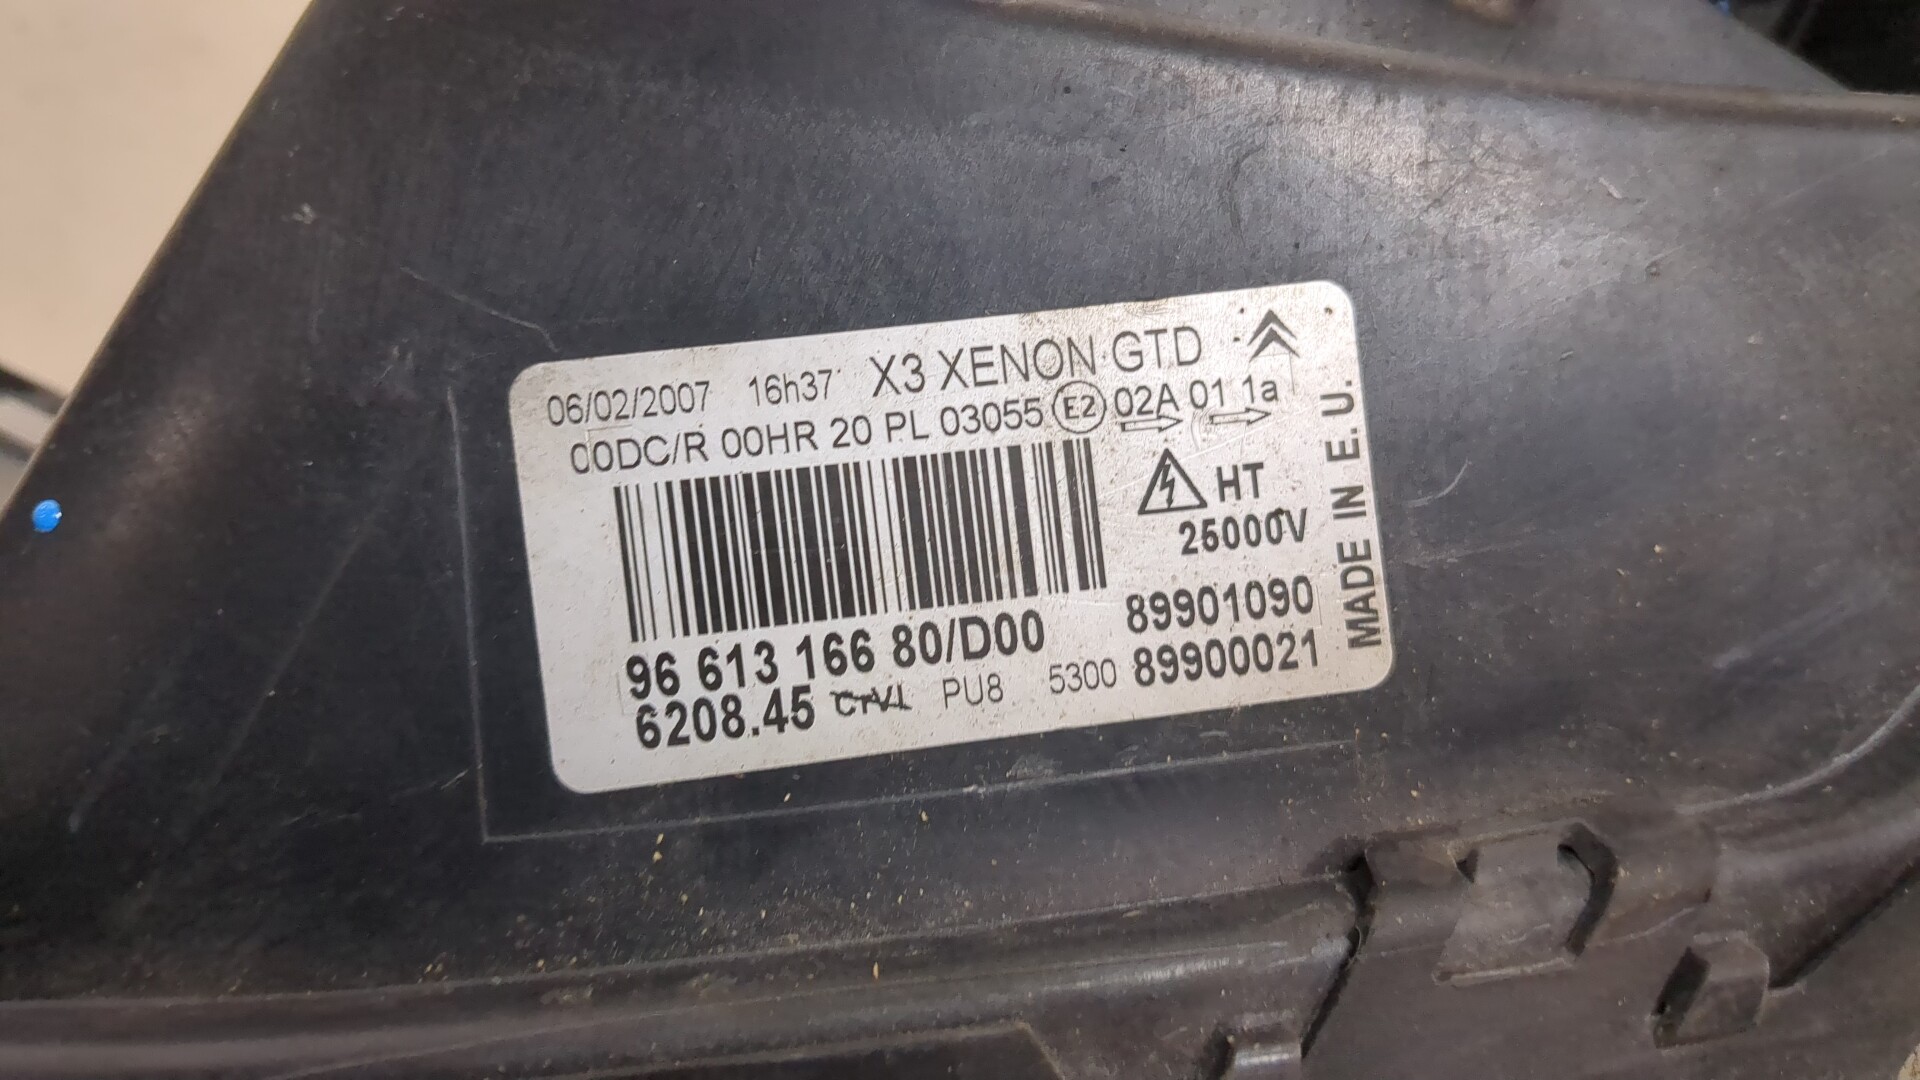 06/02/2007 16h37 X3 XENON GTD
00DC/R 00HR 20 PL 03055 E2 02A 01 1a
HT
25000V
96 613 166 80/D00 89901090
6208.45 PU8 5300 89900021
MADE IN E.U.